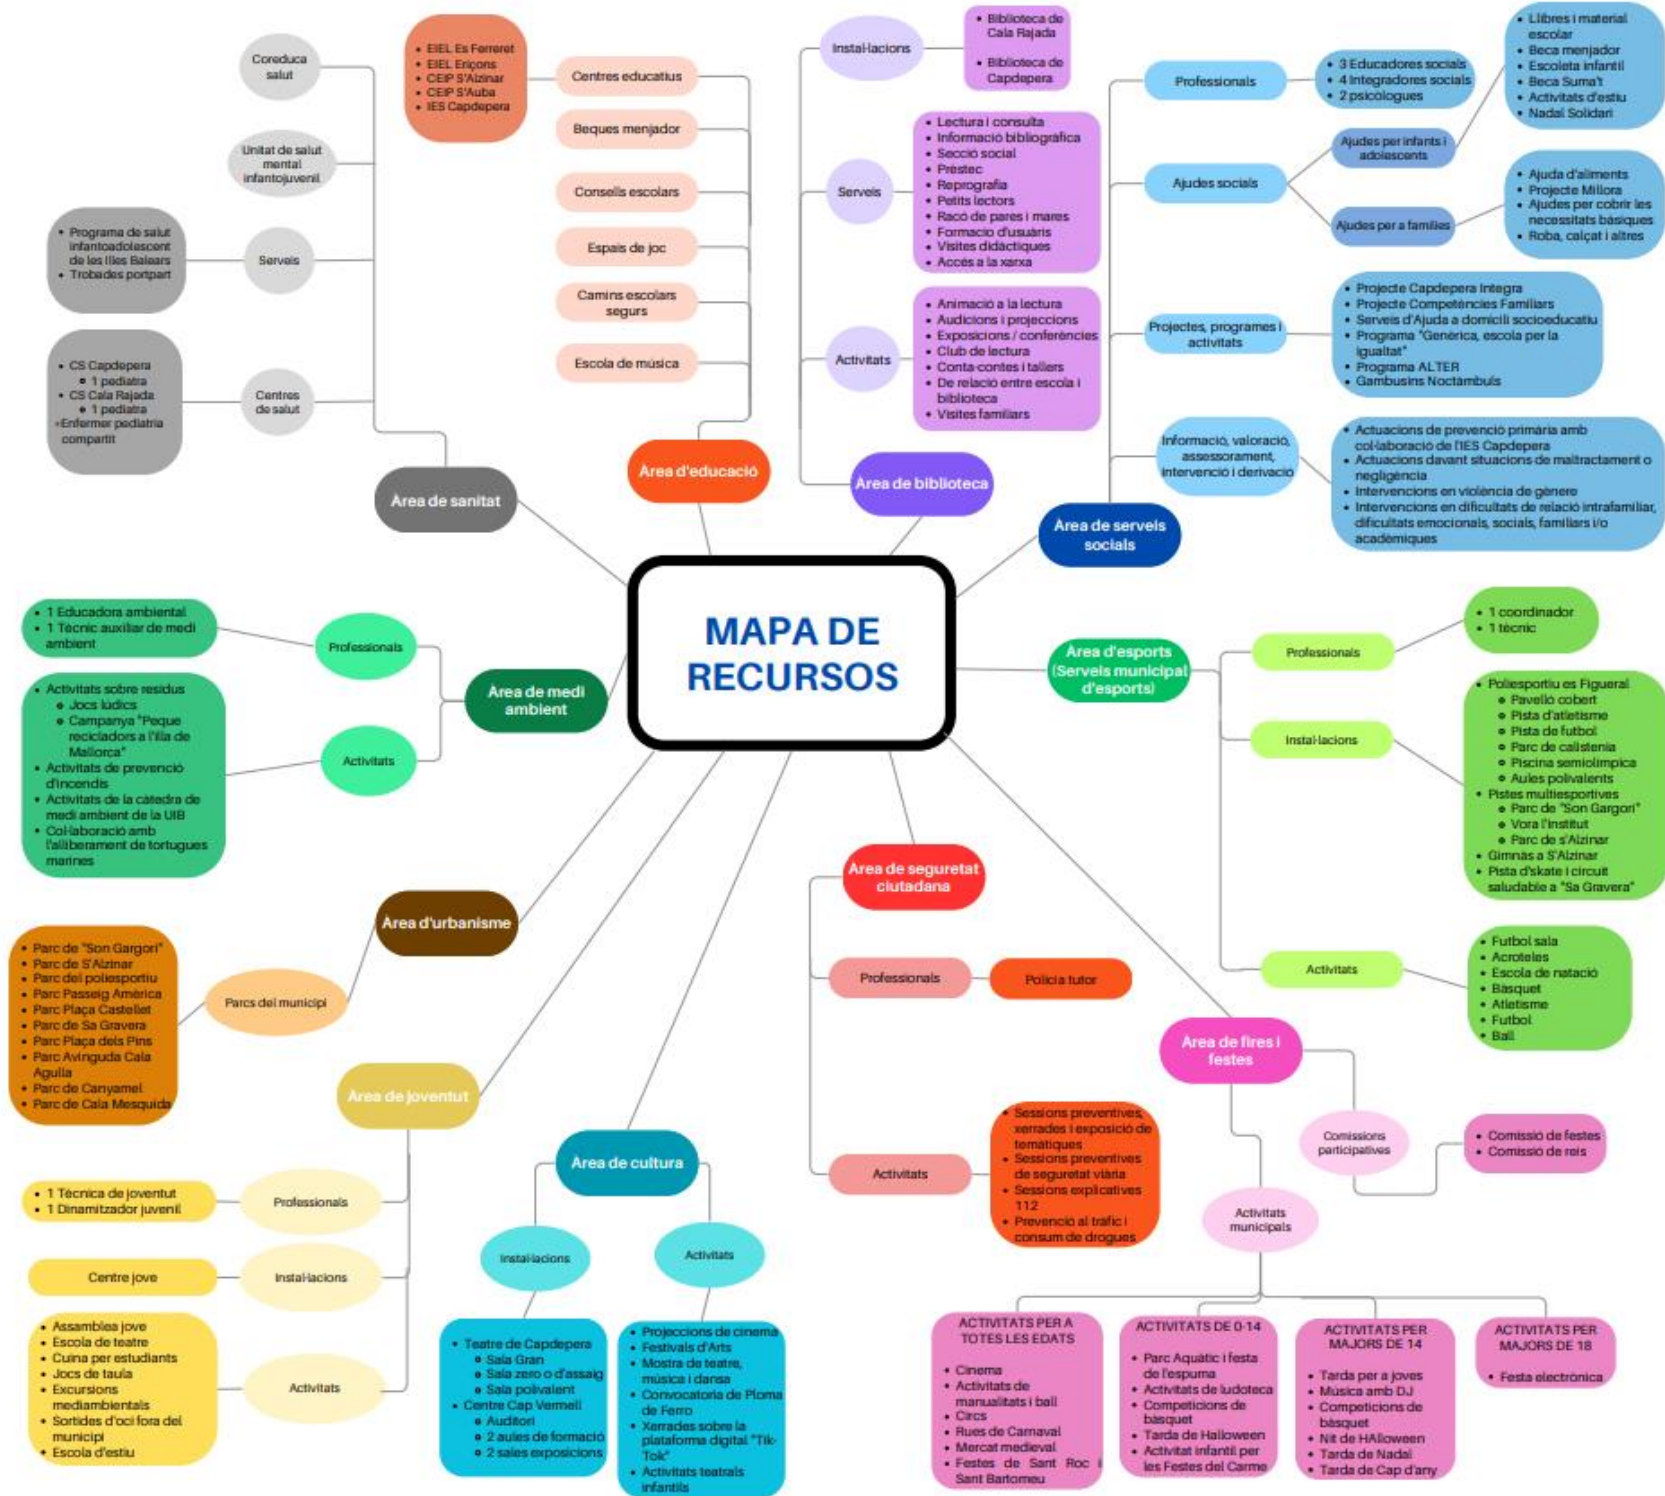 MAPA DE
RECURSOS
Àrea de sanitat
Coreduca
salut
Unitat de salut
mental
infantojuvenil
Serveis
• Programa de salut
infantoadolescent
de les Illes Balears
• Trobades portpart
Centres
de salut
• CS Capdepera
1 pediatra
• CS Cala Rajada
1 pediatra
•Enfermer pediatria
compartit
Àrea d'educació
Centres educatius
• EIEL Es Ferreret
• EIEL Eriçons
• CEIP S'Alzinar
• CEIP S'Auba
• IES Capdepera
Beques menjador
Consells escolars
Espais de joc
Camins escolars
segurs
Escola de música
Àrea de biblioteca
Instal·lacions
• Biblioteca de
Cala Rajada
• Biblioteca de
Capdepera
Serveis
• Lectura i consulta
• Informació bibliogràfica
• Secció social
• Prèstec
• Reprografia
• Petits lectors
• Racó de pares i mares
• Formacio d'usuàris
• Visites didàctiques
• Accés a la xarxa
Activitats
• Animació a la lectura
• Audicions i projeccions
• Exposicions / conferències
• Club de lectura
• Conta-contes i tallers
• De relació entre escola i
biblioteca
• Visites familiars
Àrea de serveis
socials
Professionals
• 3 Educadores socials
• 4 Integradores socials
• 2 psicòlogues
Ajudes socials
Ajudes per infants i
adolescents
• Llibres i material
escolar
• Beca menjador
• Escoleta infantil
• Beca Suma't
• Activitats d'estiu
• Nadal Solidari
Ajudes per a famílies
• Ajuda d'aliments
• Projecte Millora
• Ajudes per cobrir les
necessitats bàsiques
• Roba, calçat i altres
Projectes, programes i
activitats
• Projecte Capdepera Integra
• Projecte Competències Familiars
• Serveis d'Ajuda a domicili socioeducatiu
• Programa "Genèrica, escola per la
igualtat"
• Programa ALTER
• Gambusins Noctàmbuls
Informació, valoració,
assessorament,
intervenció i derivació
• Actuacions de prevenció primària amb
col·laboració de l'IES Capdepera
• Actuacions davant situacions de maltractament o
negligència
• Intervencions en violència de gènere
• Intervencions en dificultats de relació intrafamiliar,
dificultats emocionals, socials, familiars i/o
acadèmiques
Àrea de medi
ambient
Professionals
• 1 Educadora ambiental
• 1 Tècnic auxiliar de medi
ambient
Activitats
• Activitats sobre residus
Jocs lúdics
Campanya "Peque
recicladors a l'illa de
Mallorca"
• Activitats de prevenció
d'incendis
• Activitats de la càtedra de
medi ambient de la UIB
• Col·laboració amb
l'alliberament de tortugues
marines
Àrea d'esports
(Serveis municipal
d'esports)
Professionals
• 1 coordinador
• 1 tècnic
Instal·lacions
• Poliesportiu es Figueral
Pavelló cobert
Pista d'atletisme
Pista de futbol
Parc de calistenia
Piscina semiolímpica
Aules polivalents
• Pistes multiesportives
Parc de "Son Gargori"
Vora l'institut
Parc de s'Alzinar
• Gimnàs a S'Alzinar
• Pista d'skate i circuit
saludable a "Sa Gravera"
Activitats
• Futbol sala
• Acroteles
• Escola de natació
• Bàsquet
• Atletisme
• Futbol
• Ball
Àrea d'urbanisme
Parcs del municipi
• Parc de "Son Gargori"
• Parc de S'Alzinar
• Parc del poliesportiu
• Parc Passeig Amèrica
• Parc Plaça Castellet
• Parc de Sa Gravera
• Parc Plaça dels Pins
• Parc Avinguda Cala
Agulla
• Parc de Canyamel
• Parc de Cala Mesquida
Àrea de joventut
Professionals
• 1 Tècnica de joventut
• 1 Dinamitzador juvenil
Instal·lacions
Centre jove
Activitats
• Assamblea jove
• Escola de teatre
• Cuina per estudiants
• Jocs de taula
• Excursions
mediambientals
• Sortides d'oci fora del
municipi
• Escola d'estiu
Àrea de cultura
Instal·lacions
• Teatre de Capdepera
Sala Gran
Sala zero o d'assaig
Sala polivalent
• Centre Cap Vermell
Auditori
2 aules de formació
2 sales exposicions
Activitats
• Projeccions de cinema
• Festivals d'Arts
• Mostra de teatre,
música i dansa
• Convocatoria de Ploma
de Ferro
• Xerrades sobre la
plataforma digital "Tik-
Tok"
• Activitats teatrals
infantils
Àrea de seguretat
ciutadana
Professionals
Policia tutor
Activitats
• Sessions preventives,
xerrades i exposició de
temàtiques
• Sessions preventives
de seguretat viària
• Sessions explicatives
112
• Prevenció al tràfic i
consum de drogues
Àrea de fires i
festes
Comissions
participatives
• Comissió de festes
• Comissió de reis
Activitats
municipals
ACTIVITATS PER A
TOTES LES EDATS
• Cinema
• Activitats de
manualitats i ball
• Circs
• Rues de Carnaval
• Mercat medieval
• Festes de Sant Roc i
Sant Bartomeu
ACTIVITATS DE 0-14
• Parc Aquàtic i festa
de l'espuma
• Activitats de ludoteca
• Competicions de
bàsquet
• Tarda de Halloween
• Activitat infantil per
les Festes del Carme
ACTIVITATS PER
MAJORS DE 14
• Tarda per a joves
• Música amb DJ
• Competicions de
bàsquet
• Nit de HAlloween
• Tarda de Nadal
• Tarda de Cap d'any
ACTIVITATS PER
MAJORS DE 18
• Festa electrònica